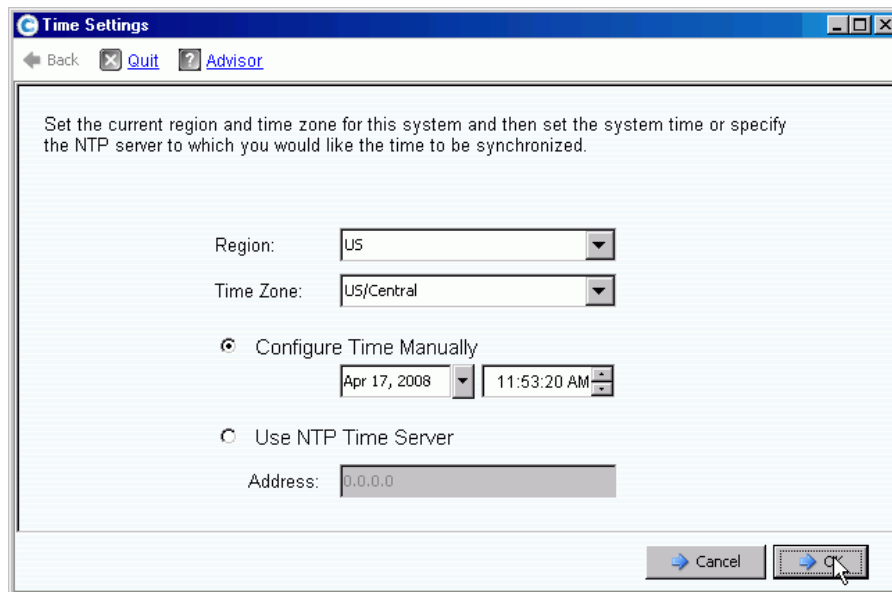 Time Settings
Back Quit ? Advisor
Set the current region and time zone for this system and then set the system time or specify
the NTP server to which you would like the time to be synchronized.
Region: US
Time Zone: US/Central
Configure Time Manually
Apr 17, 2008 11:53:20 AM
Use NTP Time Server
Address: 0.0.0.0
Cancel OK